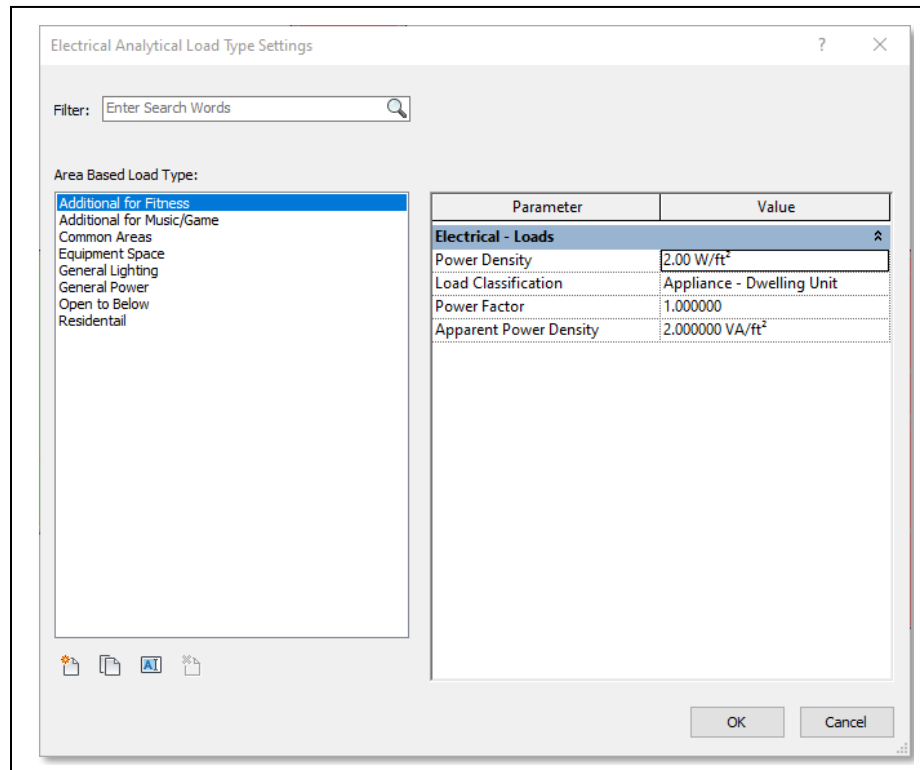 Electrical Analytical Load Type Settings ?
Filter: Enter Search Words
Area Based Load Type:
Additional for Fitness
Additional for Music/Game
Common Areas
Equipment Space
General Lighting
General Power
Open to Below
Residentail
Parameter Value
Electrical - Loads
Power Density 2.00 W/ft²
Load Classification Appliance - Dwelling Unit
Power Factor 1.000000
Apparent Power Density 2.000000 VA/ft²
AI
OK Cancel